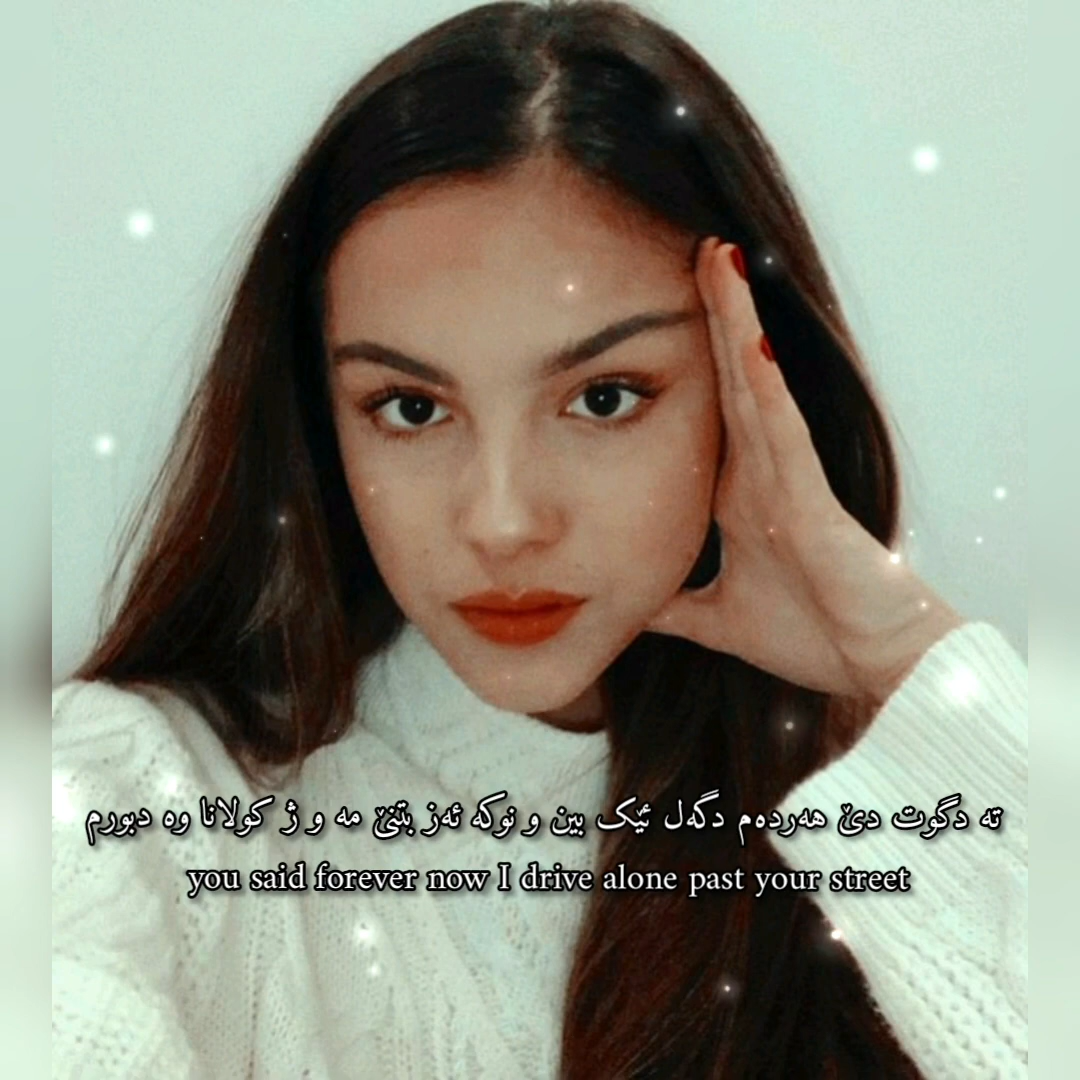 ته دگوت دێ هەردەم دگەل ئێک بین و نوکە ئەز بتنێ مە و ژ کولانا وە دبورم
you said forever now I drive alone past your street